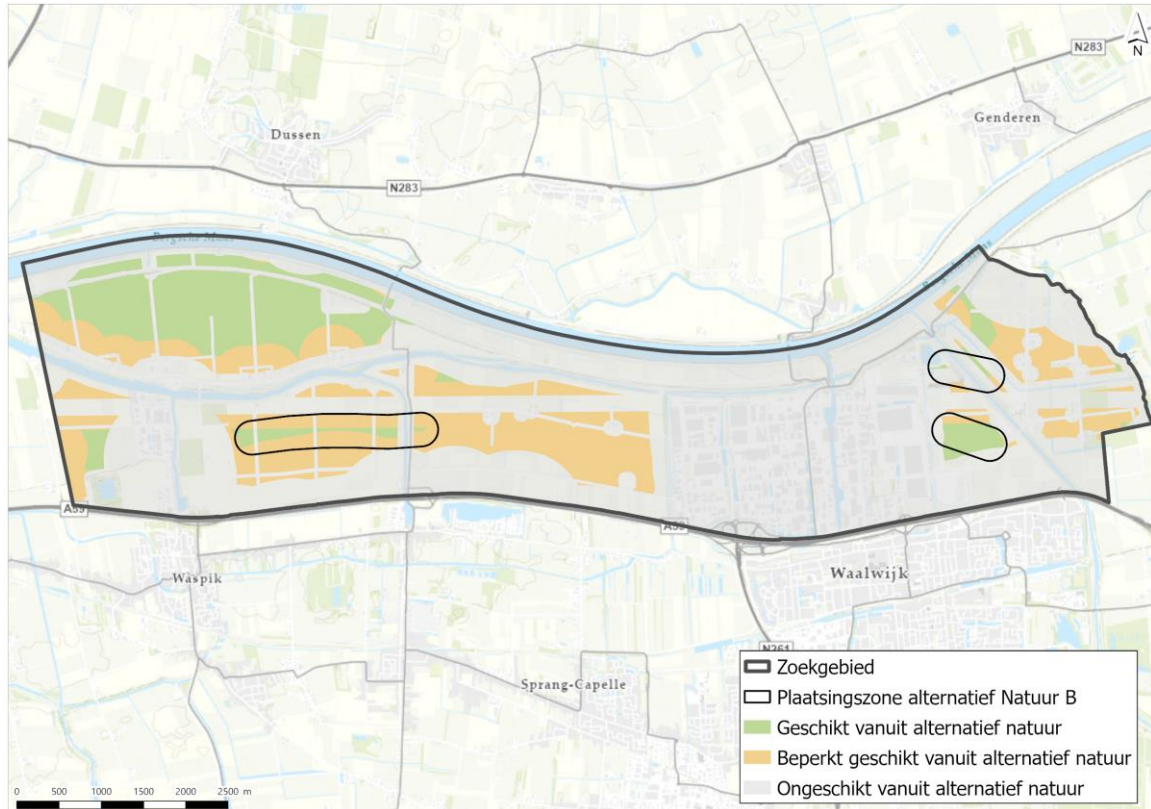 N
N283
Genderen
Dussen
N283
Bergsche Maas
A59
A59
Waspik
Waalwijk
N261
Sprang-Capelle
Zoekgebied
Plaatsingszone alternatief Natuur B
Geschikt vanuit alternatief natuur
Beperkt geschikt vanuit alternatief natuur
Ongeschikt vanuit alternatief natuur
0 500 1000 1500 2000 2500 m